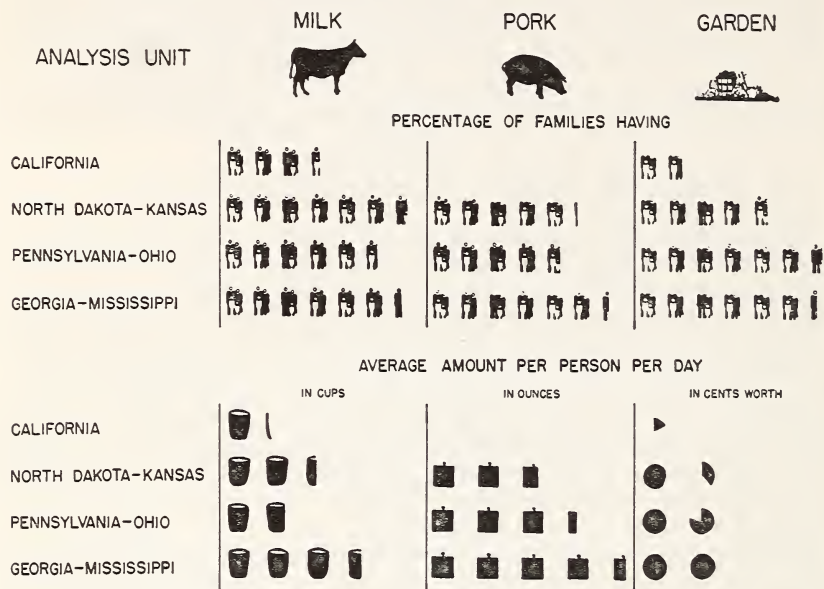 MILK PORK GARDEN
ANALYSIS UNIT
PERCENTAGE OF FAMILIES HAVING
CALIFORNIA
NORTH DAKOTA-KANSAS
PENNSYLVANIA-OHIO
GEORGIA-MISSISSIPPI
AVERAGE AMOUNT PER PERSON PER DAY
IN CUPS IN OUNCES IN CENTS WORTH
CALIFORNIA
NORTH DAKOTA-KANSAS
PENNSYLVANIA-OHIO
GEORGIA-MISSISSIPPI